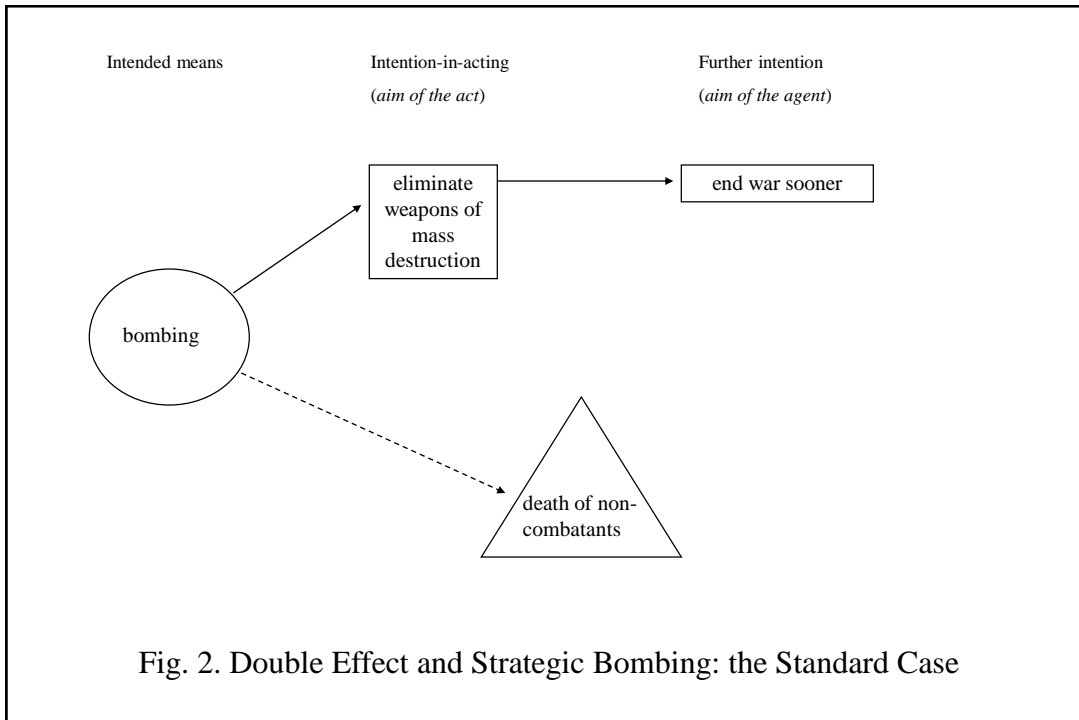 Intended means
Intention-in-acting
(aim of the act)
Further intention
(aim of the agent)
eliminate
weapons of
mass
destruction
end war sooner
bombing
death of non-
combatants
Fig. 2. Double Effect and Strategic Bombing: the Standard Case